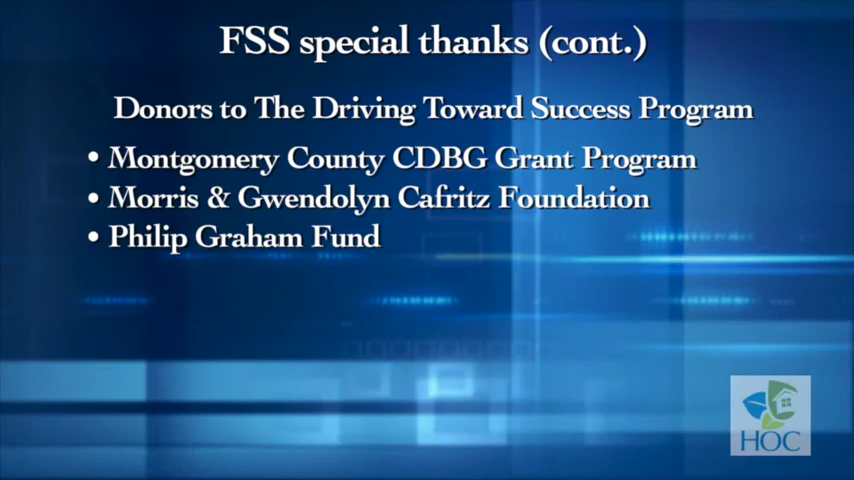 FSS special thanks (cont.)
Donors to The Driving Toward Success Program
• Montgomery County CDBG Grant Program
• Morris & Gwendolyn Cafritz Foundation
• Philip Graham Fund
HOC